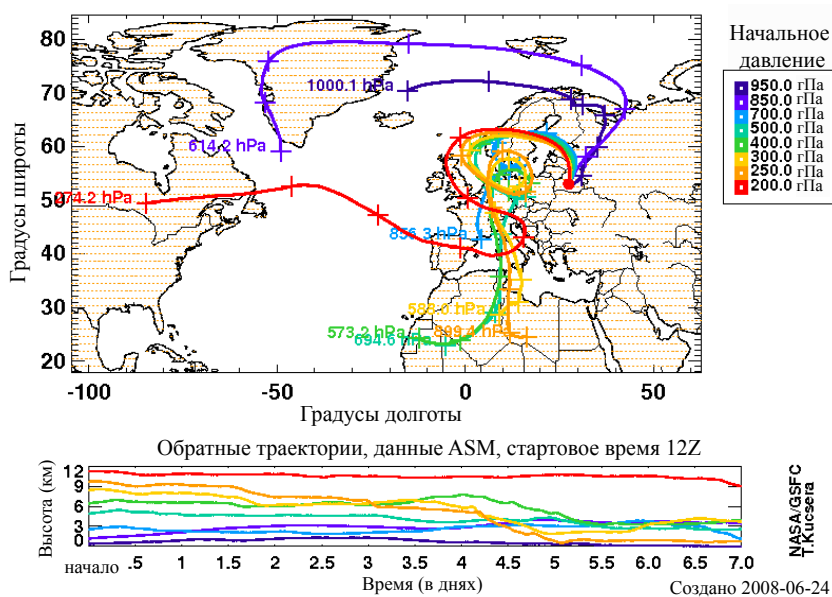 80
70
60
50
40
30
20
Градусы широты
1000.1 hPa
614.2 hPa
274.2 hPa
856.3 hPa
573.2 hPa
694.6 hPa
899.4 hPa
-100
-50
0
50
Градусы долготы
Начальное
давление
950.0 гПа
850.0 гПа
700.0 гПа
500.0 гПа
400.0 гПа
300.0 гПа
250.0 гПа
200.0 гПа
Обратные траектории, данные ASM, стартовое время 12Z
Высота (км)
12
9
6
3
0
начало .5 1 1.5 2 2.5 3 3.5 4 4.5 5 5.5 6 6.5 7.0
Время (в днях)
NASA/GSFC
T.Kucsera
Создано 2008-06-24